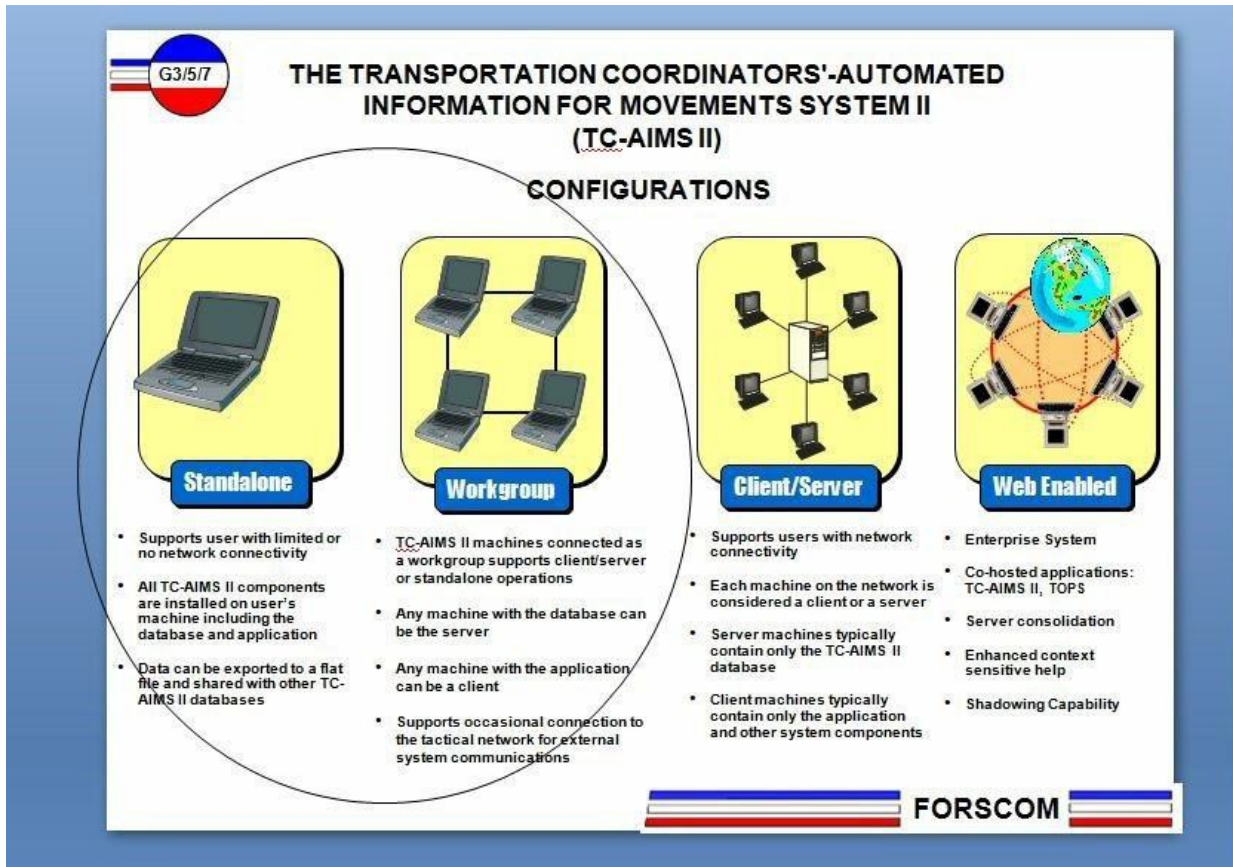 G3/5/7
THE TRANSPORTATION COORDINATORS'-AUTOMATED
INFORMATION FOR MOVEMENTS SYSTEM II
(TC-AIMS II)
CONFIGURATIONS
Standalone
• Supports user with limited or
no network connectivity
• All TC-AIMS II components
are installed on user's
machine including the
database and application
• Data can be exported to a flat
file and shared with other TC-
AIMS II databases
Workgroup
• TC-AIMS II machines connected as
a workgroup supports client/server
or standalone operations
• Any machine with the database can
be the server
• Any machine with the application
can be a client
• Supports occasional connection to
the tactical network for external
system communications
Client/Server
• Supports users with network
connectivity
• Each machine on the network is
considered a client or a server
• Server machines typically
contain only the TC-AIMS II
database
• Client machines typically
contain only the application
and other system components
Web Enabled
• Enterprise System
• Co-hosted applications:
TC-AIMS II, TOPS
• Server consolidation
• Enhanced context
sensitive help
• Shadowing Capability
FORSCOM